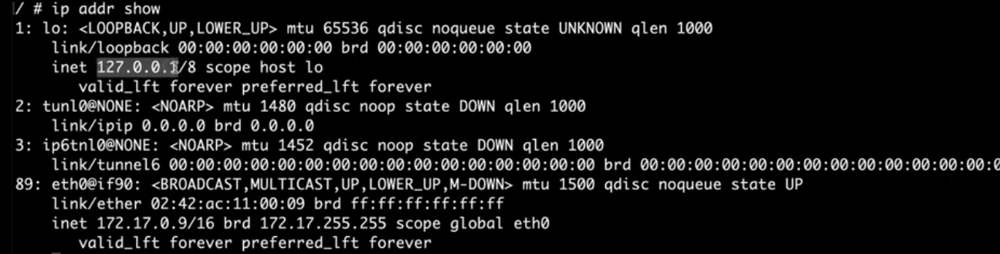 / # ip addr show
1: lo: <LOOPBACK,UP,LOWER_UP> mtu 65536 qdisc noqueue state UNKNOWN qlen 1000
    link/loopback 00:00:00:00:00:00 brd 00:00:00:00:00:00
    inet 127.0.0.1/8 scope host lo
       valid_lft forever preferred_lft forever
2: tunl0@NONE: <NOARP> mtu 1480 qdisc noop state DOWN qlen 1000
    link/ipip 0.0.0.0 brd 0.0.0.0
3: ip6tnl0@NONE: <NOARP> mtu 1452 qdisc noop state DOWN qlen 1000
    link/tunnel6 00:00:00:00:00:00:00:00:00:00:00:00:00:00:00:00 brd 00:00:00:00:00:00:00:00:00:00:00:0
89: eth0@if90: <BROADCAST,MULTICAST,UP,LOWER_UP,M-DOWN> mtu 1500 qdisc noqueue state UP
    link/ether 02:42:ac:11:00:09 brd ff:ff:ff:ff:ff:ff
    inet 172.17.0.9/16 brd 172.17.255.255 scope global eth0
       valid_lft forever preferred_lft forever